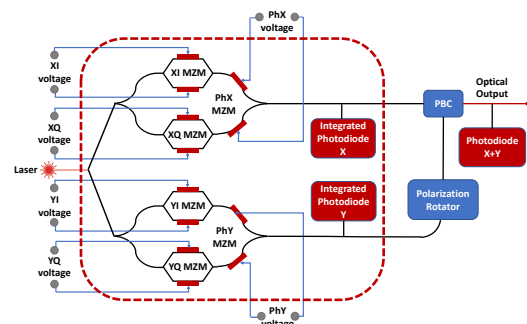 PhX
voltage
XI
voltage
XI MZM
PhX
MZM
XQ
voltage
XQ MZM
Integrated
Photodiode
X
PBC
Optical
Output
Photodiode
X+Y
Laser
YI
voltage
YI MZM
Integrated
Photodiode
Y
Polarization
Rotator
PhY
MZM
YQ
voltage
YQ MZM
PhY
voltage